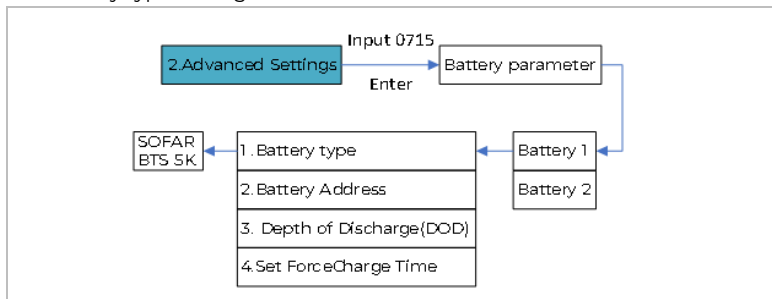 Input 0715
2.Advanced Settings
Battery parameter
Enter
SOFAR
BTS 5K
1.Battery type
Battery 1
2.Battery Address
Battery 2
3. Depth of Discharge(DOD)
4.Set ForceCharge Time